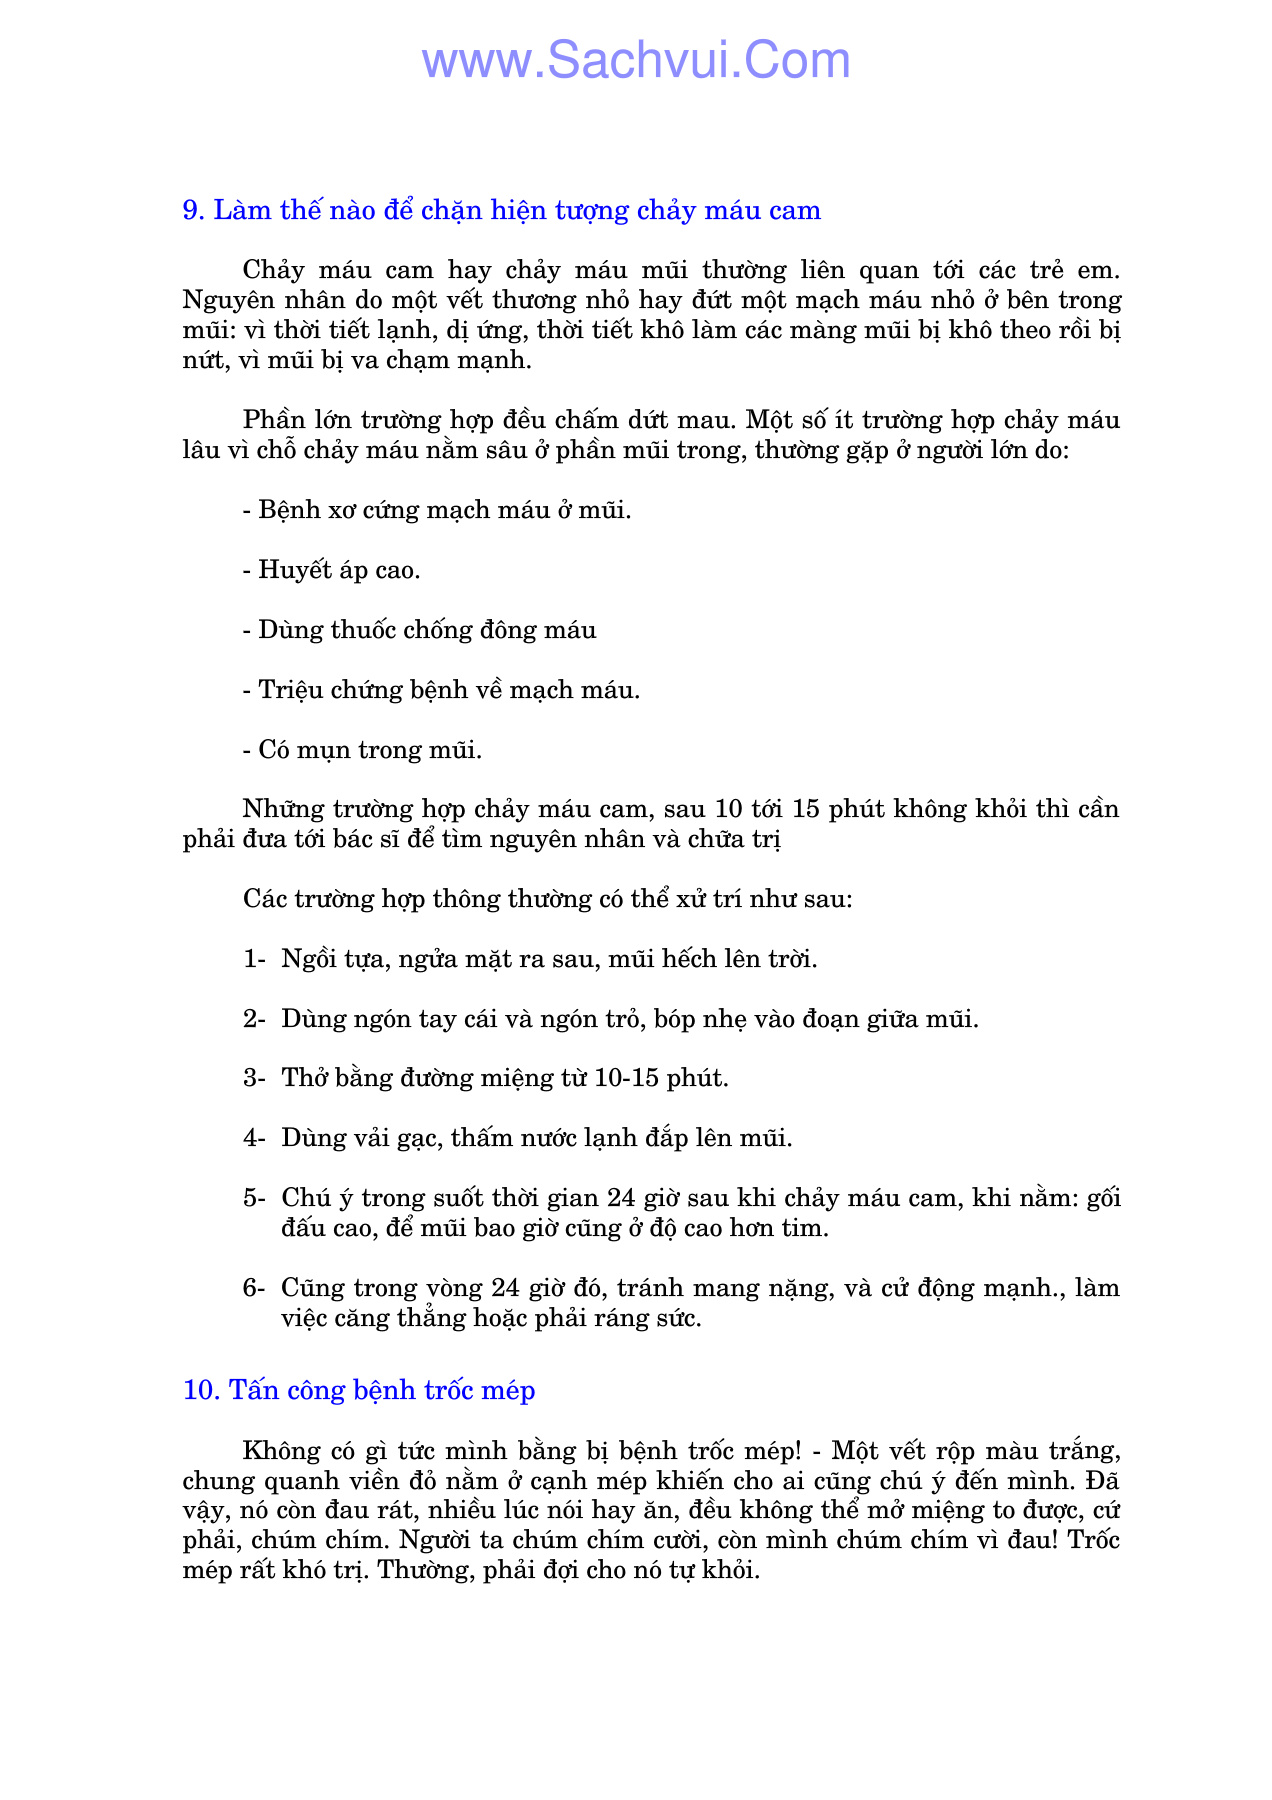 www.Sachvui.Com
9. Làm thế nào để chặn hiện tượng chảy máu cam
Chảy máu cam hay chảy máu mũi thường liên quan tới các trẻ em.
Nguyên nhân do một vết thương nhỏ hay đứt một mạch máu nhỏ ở bên trong
mũi: vì thời tiết lạnh, dị ứng, thời tiết khô làm các màng mũi bị khô theo rồi bị
nứt, vì mũi bị va chạm mạnh.
Phần lớn trường hợp đều chấm dứt mau. Một số ít trường hợp chảy máu
lâu vì chỗ chảy máu nằm sâu ở phần mũi trong, thường gặp ở người lớn do:
- Bệnh xơ cứng mạch máu ở mũi.
- Huyết áp cao.
- Dùng thuốc chống đông máu
- Triệu chứng bệnh về mạch máu.
- Có mụn trong mũi.
Những trường hợp chảy máu cam, sau 10 tới 15 phút không khỏi thì cần
phải đưa tới bác sĩ để tìm nguyên nhân và chữa trị
Các trường hợp thông thường có thể xử trí như sau:
1- Ngồi tựa, ngửa mặt ra sau, mũi hếch lên trời.
2- Dùng ngón tay cái và ngón trỏ, bóp nhẹ vào đoạn giữa mũi.
3- Thở bằng đường miệng từ 10-15 phút.
4- Dùng vải gạc, thấm nước lạnh đắp lên mũi.
5- Chú ý trong suốt thời gian 24 giờ sau khi chảy máu cam, khi nằm: gối
đấu cao, để mũi bao giờ cũng ở độ cao hơn tim.
6- Cũng trong vòng 24 giờ đó, tránh mang nặng, và cử động mạnh., làm
việc căng thẳng hoặc phải ráng sức.
10. Tấn công bệnh trốc mép
Không có gì tức mình bằng bị bệnh trốc mép! - Một vết rộp màu trắng,
chung quanh viền đỏ nằm ở cạnh mép khiến cho ai cũng chú ý đến mình. Đã
vậy, nó còn đau rát, nhiều lúc nói hay ăn, đều không thể mở miệng to được, cứ
phải, chúm chím. Người ta chúm chím cười, còn mình chúm chím vì đau! Trốc
mép rất khó trị. Thường, phải đợi cho nó tự khỏi.